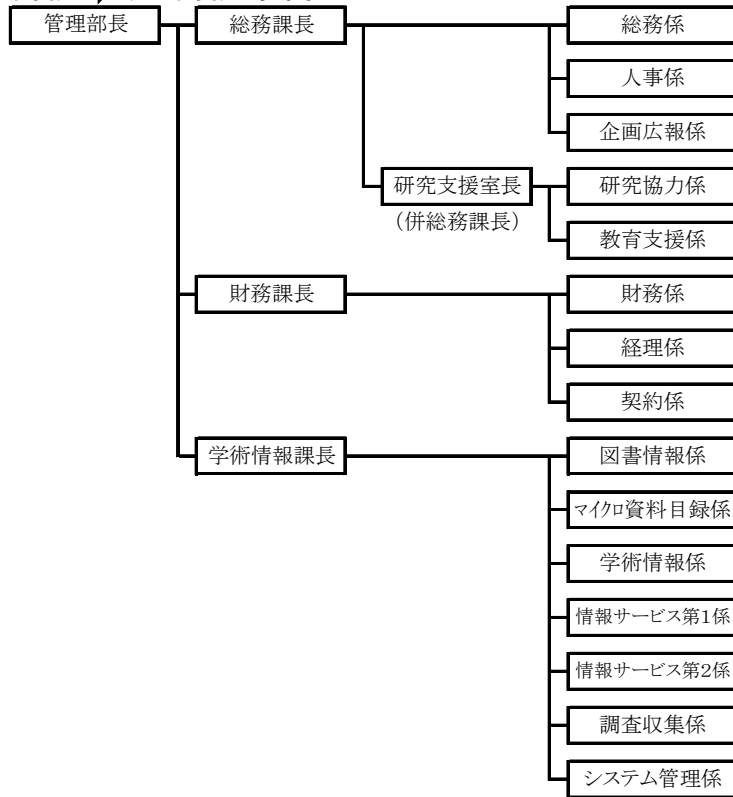 管理部長
総務課長
総務係
人事係
企画広報係
研究支援室長
(併総務課長)
研究協力係
教育支援係
財務課長
財務係
経理係
契約係
学術情報課長
図書情報係
マイクロ資料目録係
学術情報係
情報サービス第1係
情報サービス第2係
調査収集係
システム管理係